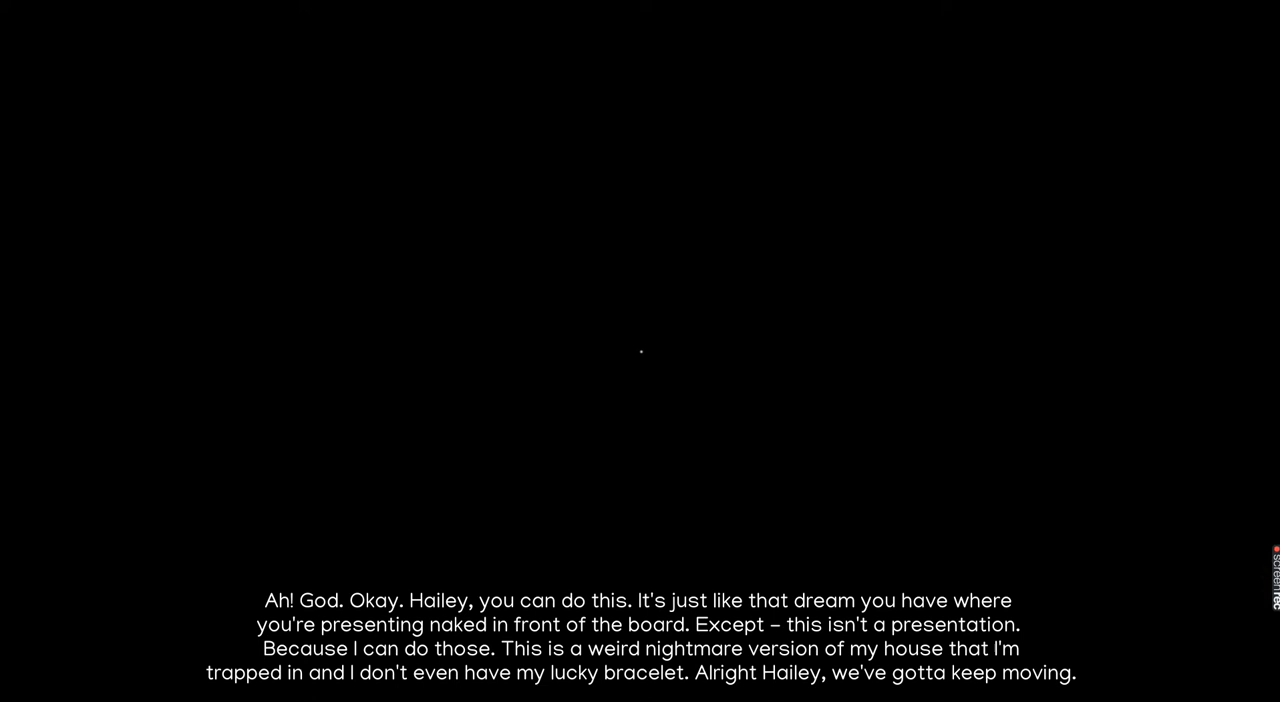 Ah! God. Okay. Hailey, you can do this. It's just like that dream you have where
you're presenting naked in front of the board. Except - this isn't a presentation.
Because I can do those. This is a weird nightmare version of my house that I'm
trapped in and I don't even have my lucky bracelet. Alright Hailey, we've gotta keep moving.
screenrec